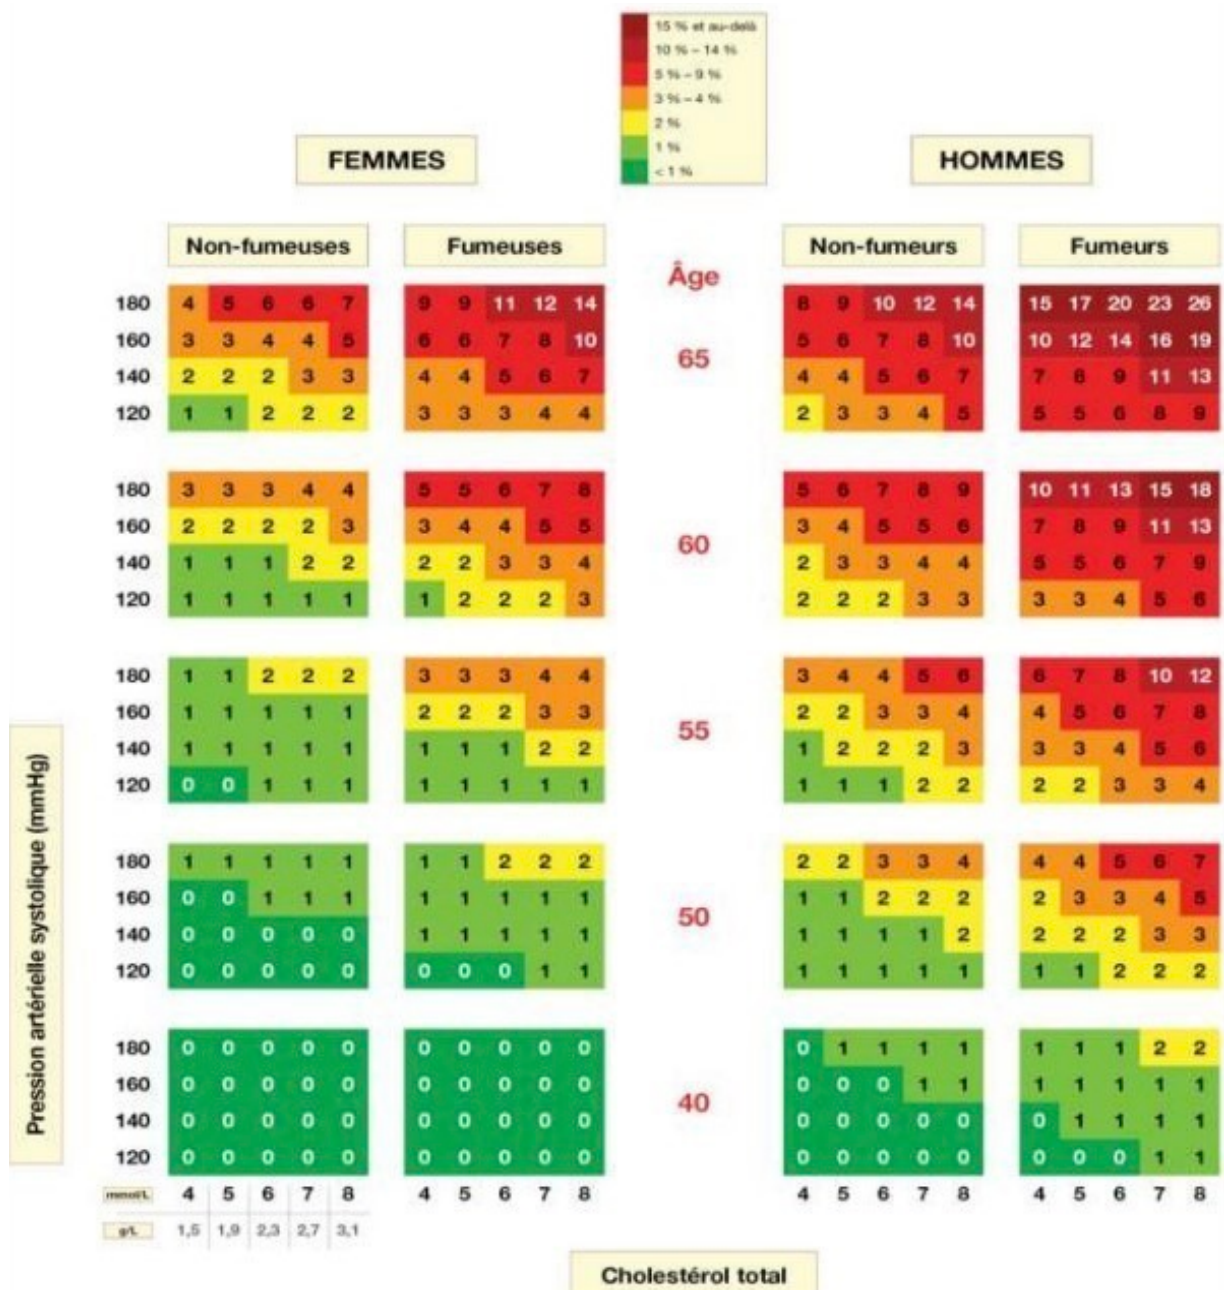 15 % et au-delà
10 % – 14 %
5 % – 9 %
3 % – 4 %
2 %
1 %
< 1 %
FEMMES
HOMMES
Non-fumeuses Fumeuses Âge Non-fumeurs Fumeurs
180 4 5 6 6 7 9 9 11 12 14 8 9 10 12 14 15 17 20 23 26
160 3 3 4 4 5 6 6 7 8 10 5 6 7 8 10 10 12 14 16 19
65
140 2 2 2 3 3 4 4 5 6 7 4 4 5 6 7 7 8 9 11 13
120 1 1 2 2 2 3 3 3 4 4 2 3 3 4 5 5 5 6 8 9
180 3 3 3 4 4 5 5 6 7 8 5 6 7 8 9 10 11 13 15 18
160 2 2 2 2 3 3 4 4 5 5 3 4 5 5 6 7 8 9 11 13
60
140 1 1 1 2 2 2 2 3 3 4 2 3 3 4 4 5 5 6 7 9
120 1 1 1 1 1 1 2 2 2 3 2 2 2 3 3 3 3 4 5 6
180 1 1 2 2 2 3 3 3 4 4 3 4 4 5 6 6 7 8 10 12
160 1 1 1 1 1 2 2 2 3 3 2 2 3 3 4 4 5 6 7 8
55
140 1 1 1 1 1 1 1 1 2 2 1 2 2 2 3 3 3 4 5 6
120 0 0 1 1 1 1 1 1 1 1 1 1 1 2 2 2 2 3 3 4
180 1 1 1 1 1 1 1 2 2 2 2 2 3 3 4 4 4 5 6 7
160 0 0 1 1 1 1 1 1 1 1 1 1 2 2 2 2 3 3 4 5
50
140 0 0 0 0 0 1 1 1 1 1 1 1 1 1 2 2 2 2 3 3
120 0 0 0 0 0 0 0 0 1 1 1 1 1 1 1 1 1 2 2 2
180 0 0 0 0 0 0 0 0 0 0 0 1 1 1 1 1 1 1 2 2
160 0 0 0 0 0 0 0 0 0 0 0 0 0 1 1 1 1 1 1 1
40
140 0 0 0 0 0 0 0 0 0 0 0 0 0 0 0 0 1 1 1 1
120 0 0 0 0 0 0 0 0 0 0 0 0 0 0 0 0 0 0 1 1
mmol/L 4 5 6 7 8 4 5 6 7 8 4 5 6 7 8 4 5 6 7 8
g/L 1,5 1,9 2,3 2,7 3,1
Pression artérielle systolique (mmHg)
Cholestérol total